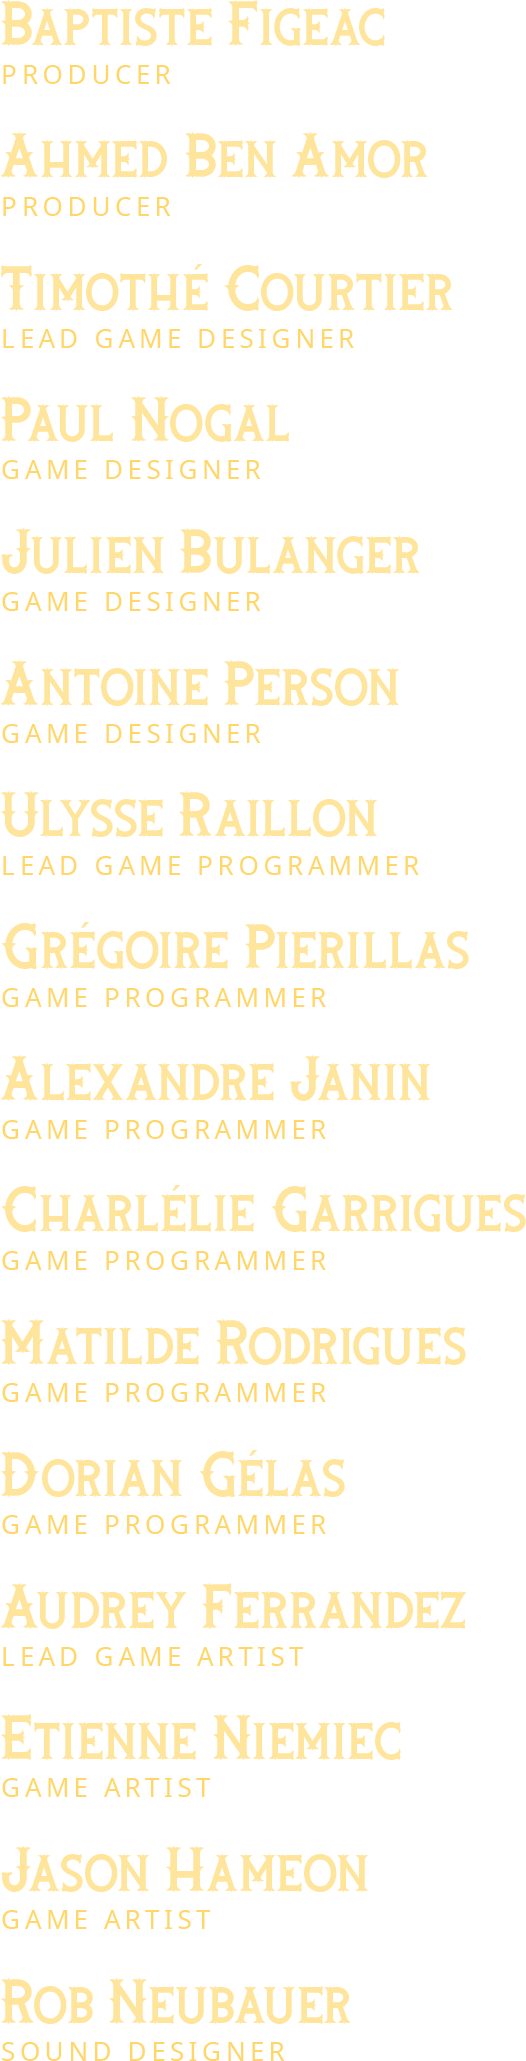 Baptiste Figeac
PRODUCER
Ahmed Ben Amor
PRODUCER
Timothé Courtier
LEAD GAME DESIGNER
Paul Nogal
GAME DESIGNER
Julien Bulanger
GAME DESIGNER
Antoine Person
GAME DESIGNER
Ulysse Raillon
LEAD GAME PROGRAMMER
Grégoire Pierillas
GAME PROGRAMMER
Alexandre Janin
GAME PROGRAMMER
Charlélie Garrigues
GAME PROGRAMMER
Matilde Rodrigues
GAME PROGRAMMER
Dorian Gélas
GAME PROGRAMMER
Audrey Ferrandez
LEAD GAME ARTIST
Etienne Niemiec
GAME ARTIST
Jason Hameon
GAME ARTIST
Rob Neubauer
SOUND DESIGNER